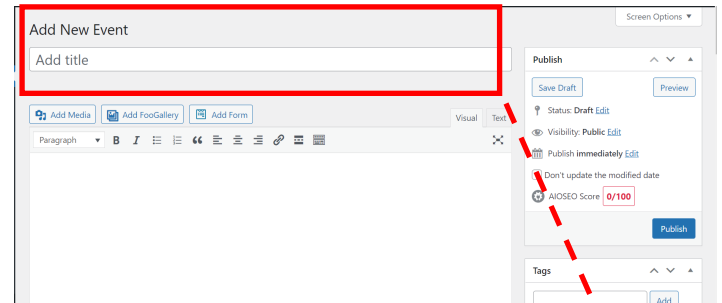 Screen Options ▼
Add New Event
Add title
Add Media
Add FooGallery
Add Form
Visual
Text
Paragraph
B I
Publish
Save Draft
Preview
Status: Draft Edit
Visibility: Public Edit
Publish immediately Edit
Don't update the modified date
AIOSEO Score 0/100
Publish
Tags
Add